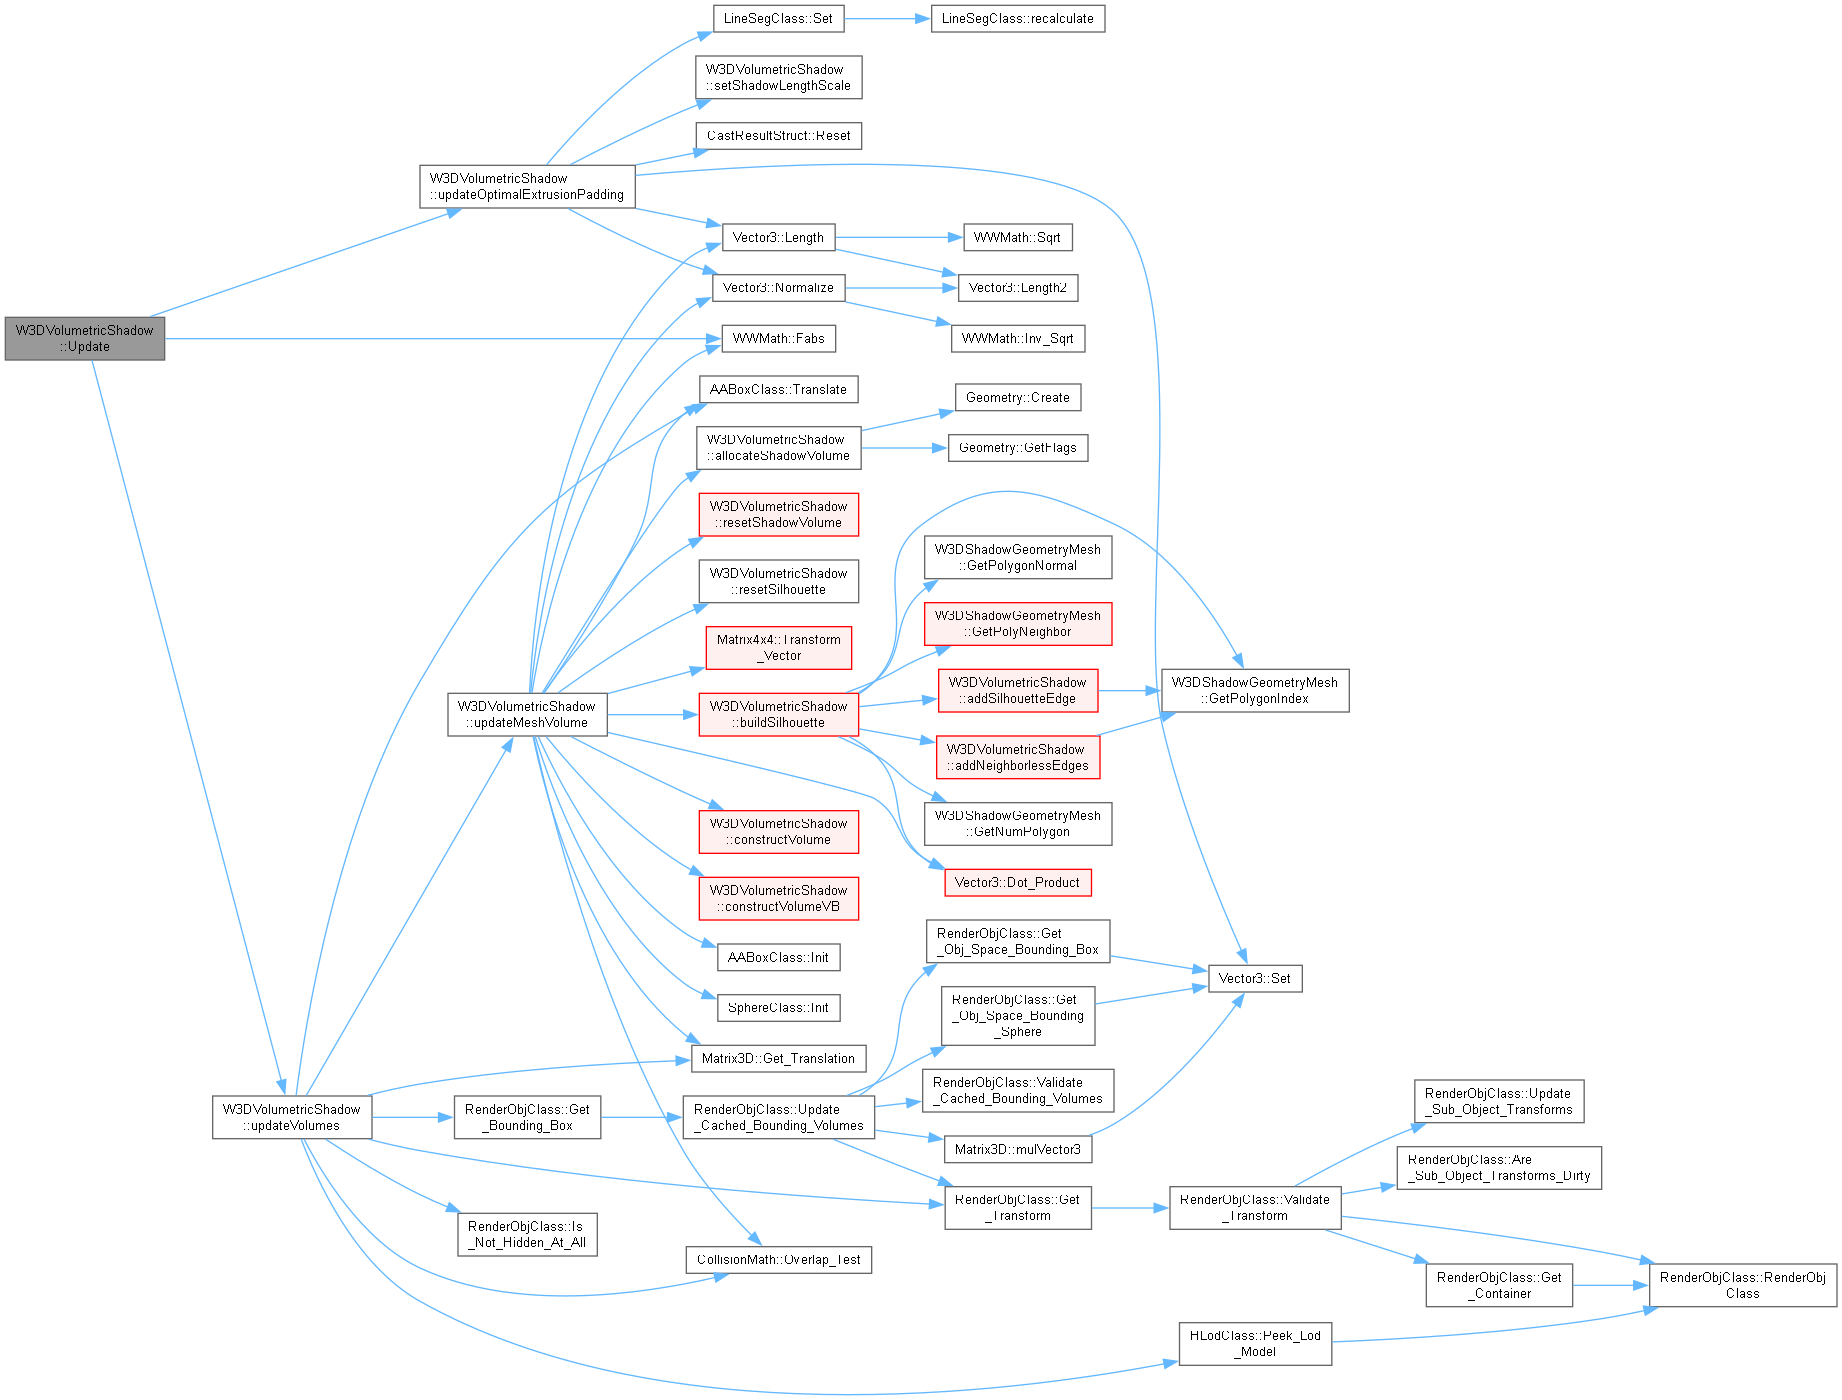 LineSegClass::Set
LineSegClass::recalculate
W3DVolumetricShadow
::setShadowLengthScale
CastResultStruct::Reset
W3DVolumetricShadow
::updateOptimalExtrusionPadding
Vector3::Length
WWMath::Sqrt
Vector3::Normalize
Vector3::Length2
W3DVolumetricShadow
::Update
WWMath::Fabs
WWMath::Inv_Sqrt
AABoxClass::Translate
Geometry::Create
W3DVolumetricShadow
::allocateShadowVolume
Geometry::GetFlags
W3DVolumetricShadow
::resetShadowVolume
W3DShadowGeometryMesh
::GetPolygonNormal
W3DVolumetricShadow
::resetSilhouette
W3DShadowGeometryMesh
::GetPolyNeighbor
Matrix4x4::Transform
_Vector
W3DVolumetricShadow
::addSilhouetteEdge
W3DShadowGeometryMesh
::GetPolygonIndex
W3DVolumetricShadow
::updateMeshVolume
W3DVolumetricShadow
::buildSilhouette
W3DVolumetricShadow
::addNeighborlessEdges
W3DShadowGeometryMesh
::GetNumPolygon
W3DVolumetricShadow
::constructVolume
Vector3::Dot_Product
W3DVolumetricShadow
::constructVolumeVB
RenderObjClass::Get
_Obj_Space_Bounding_Box
AABoxClass::Init
Vector3::Set
SphereClass::Init
RenderObjClass::Get
_Obj_Space_Bounding
_Sphere
Matrix3D::Get_Translation
RenderObjClass::Validate
_Cached_Bounding_Volumes
RenderObjClass::Update
_Sub_Object_Transforms
W3DVolumetricShadow
::updateVolumes
RenderObjClass::Get
_Bounding_Box
RenderObjClass::Update
_Cached_Bounding_Volumes
Matrix3D::mulVector3
RenderObjClass::Are
_Sub_Object_Transforms_Dirty
RenderObjClass::Get
_Transform
RenderObjClass::Validate
_Transform
RenderObjClass::Is
_Not_Hidden_At_All
CollisionMath::Overlap_Test
RenderObjClass::Get
_Container
RenderObjClass::RenderObj
Class
HLodClass::Peek_Lod
_Model